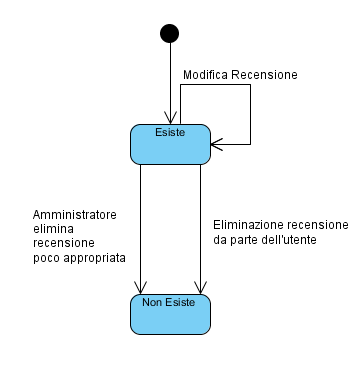 Modifica Recensione
Esiste
Amministratore
elimina
recensione
poco appropriata
Eliminazione recensione
da parte dell'utente
Non Esiste